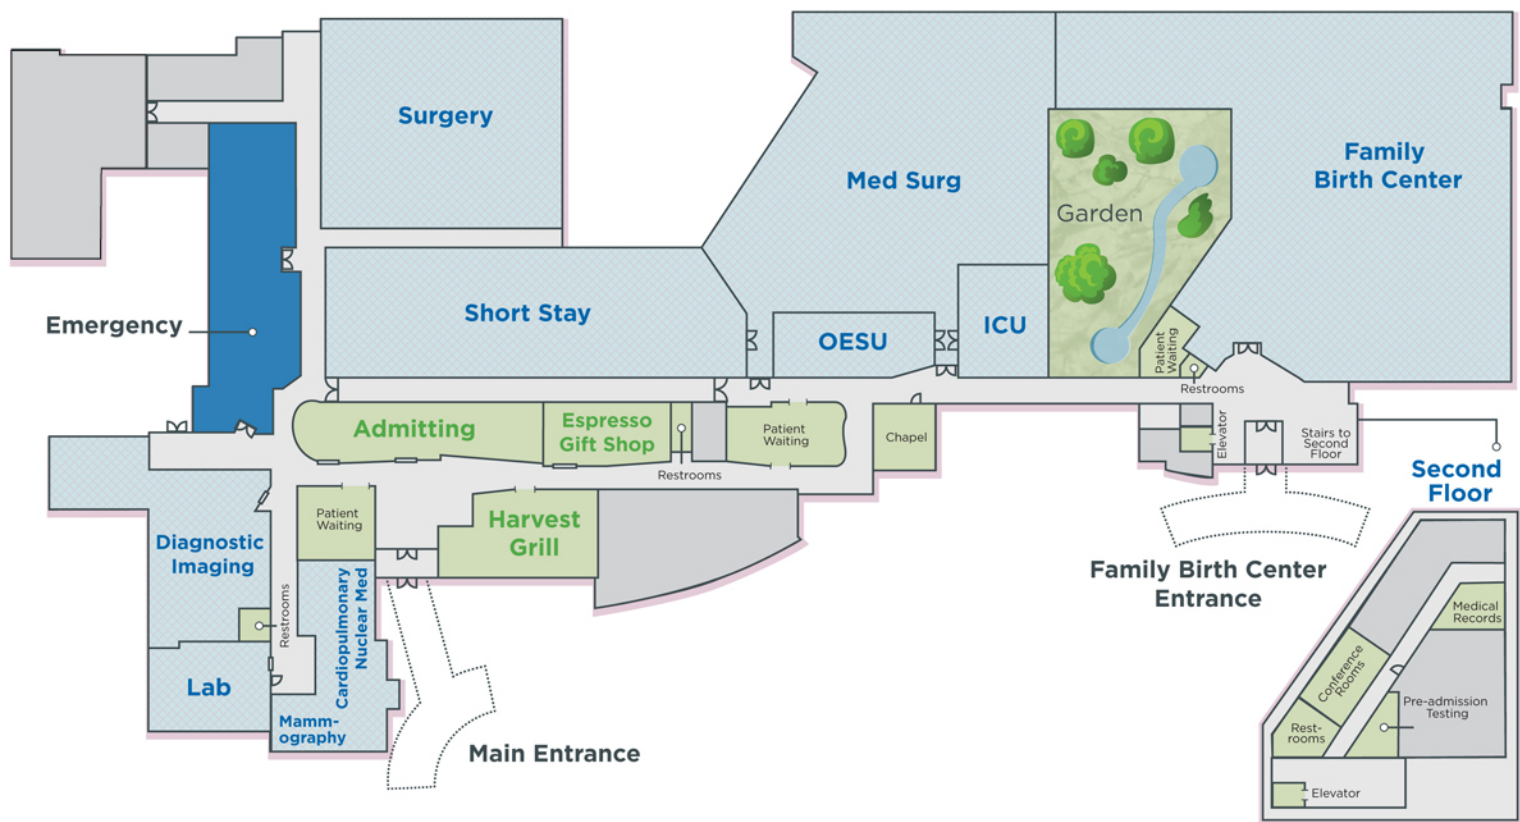 Surgery
Med Surg
Family
Birth Center
Garden
Emergency
Short Stay
OESU
ICU
Patient
Waiting
Restrooms
Admitting
Espresso
Gift Shop
Restrooms
Patient
Waiting
Chapel
Elevator
Stairs to
Second
Floor
Second
Floor
Patient
Waiting
Harvest
Grill
Diagnostic
Imaging
Restrooms
Cardiopulmonary
Nuclear Med
Lab
Mamm-
ography
Main Entrance
Family Birth Center
Entrance
Medical
Records
Conference
Rooms
Pre-admission
Testing
Rest-
rooms
Elevator